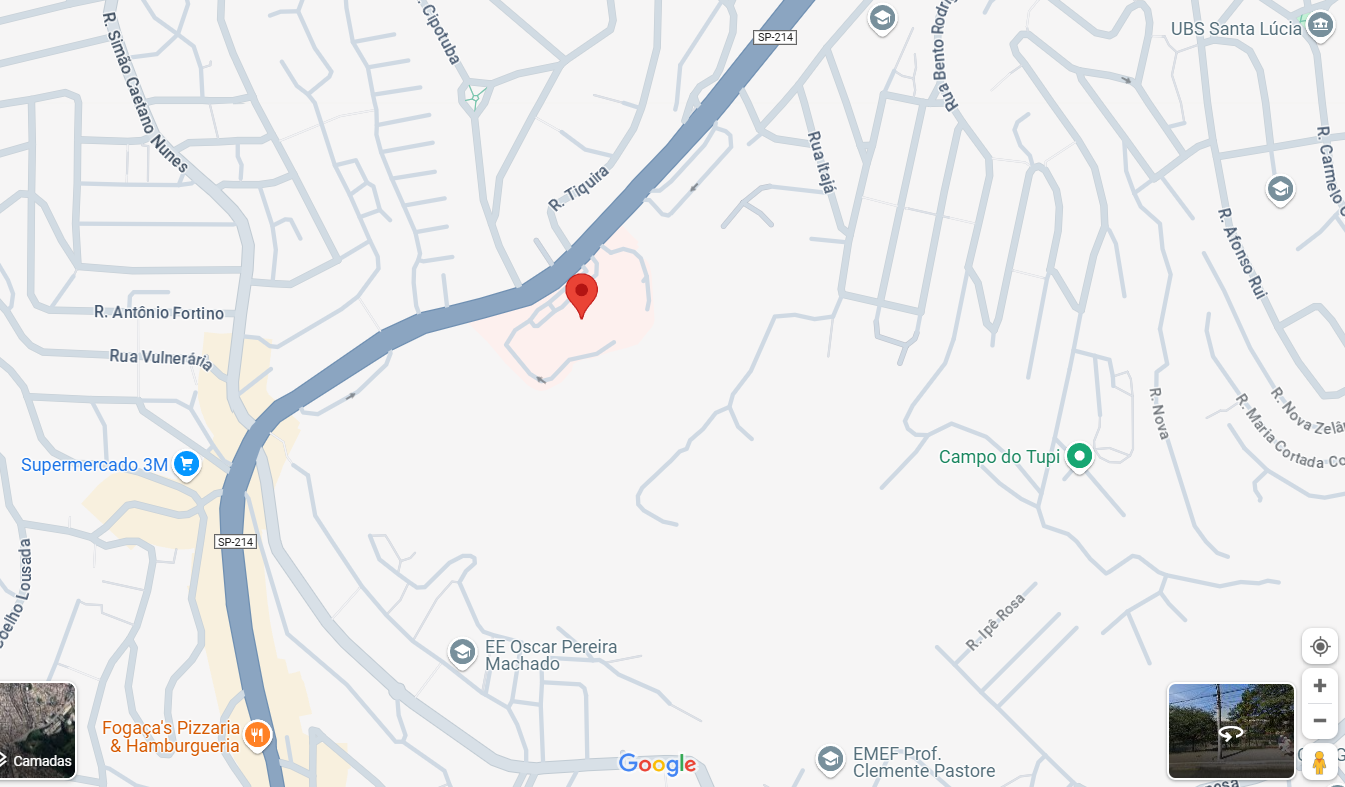 R. Simão Caetano Nunes
R. Cipotuba
SP-214
Rua Bento Rodrig
UBS Santa Lúcia
Rua Itajá
R. Carmelo C
R. Tiquira
R. Afonso Rui
R. Antônio Fortino
Rua Vulnerária
R. Nova
R. Nova Zelân
R. Maria Cortada Co
Supermercado 3M
Campo do Tupi
SP-214
Coelho Lousada
R. Ipê Rosa
EE Oscar Pereira
Machado
Fogaça's Pizzaria
& Hamburgueria
Camadas
Google
EMEF Prof.
Clemente Pastore